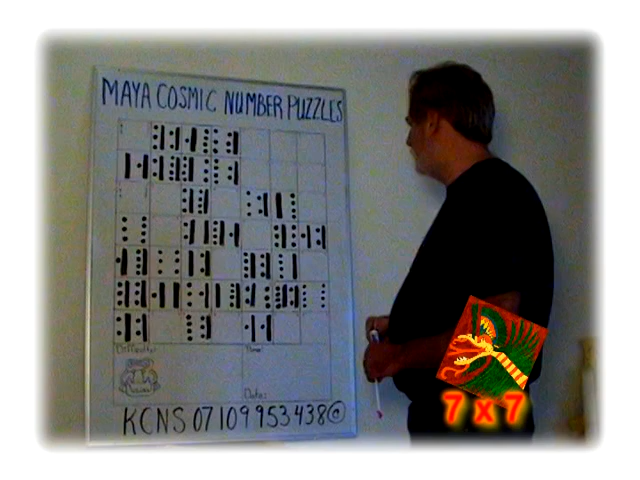 MAYA COSMIC NUMBER PUZZLES
Difficulty:
Time:
Date:
KCNS 07109953438@
7 x 7